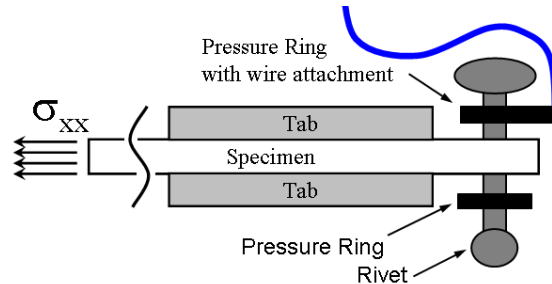 Pressure Ring
with wire attachment
σxx
Tab
Specimen
Tab
Pressure Ring
Rivet